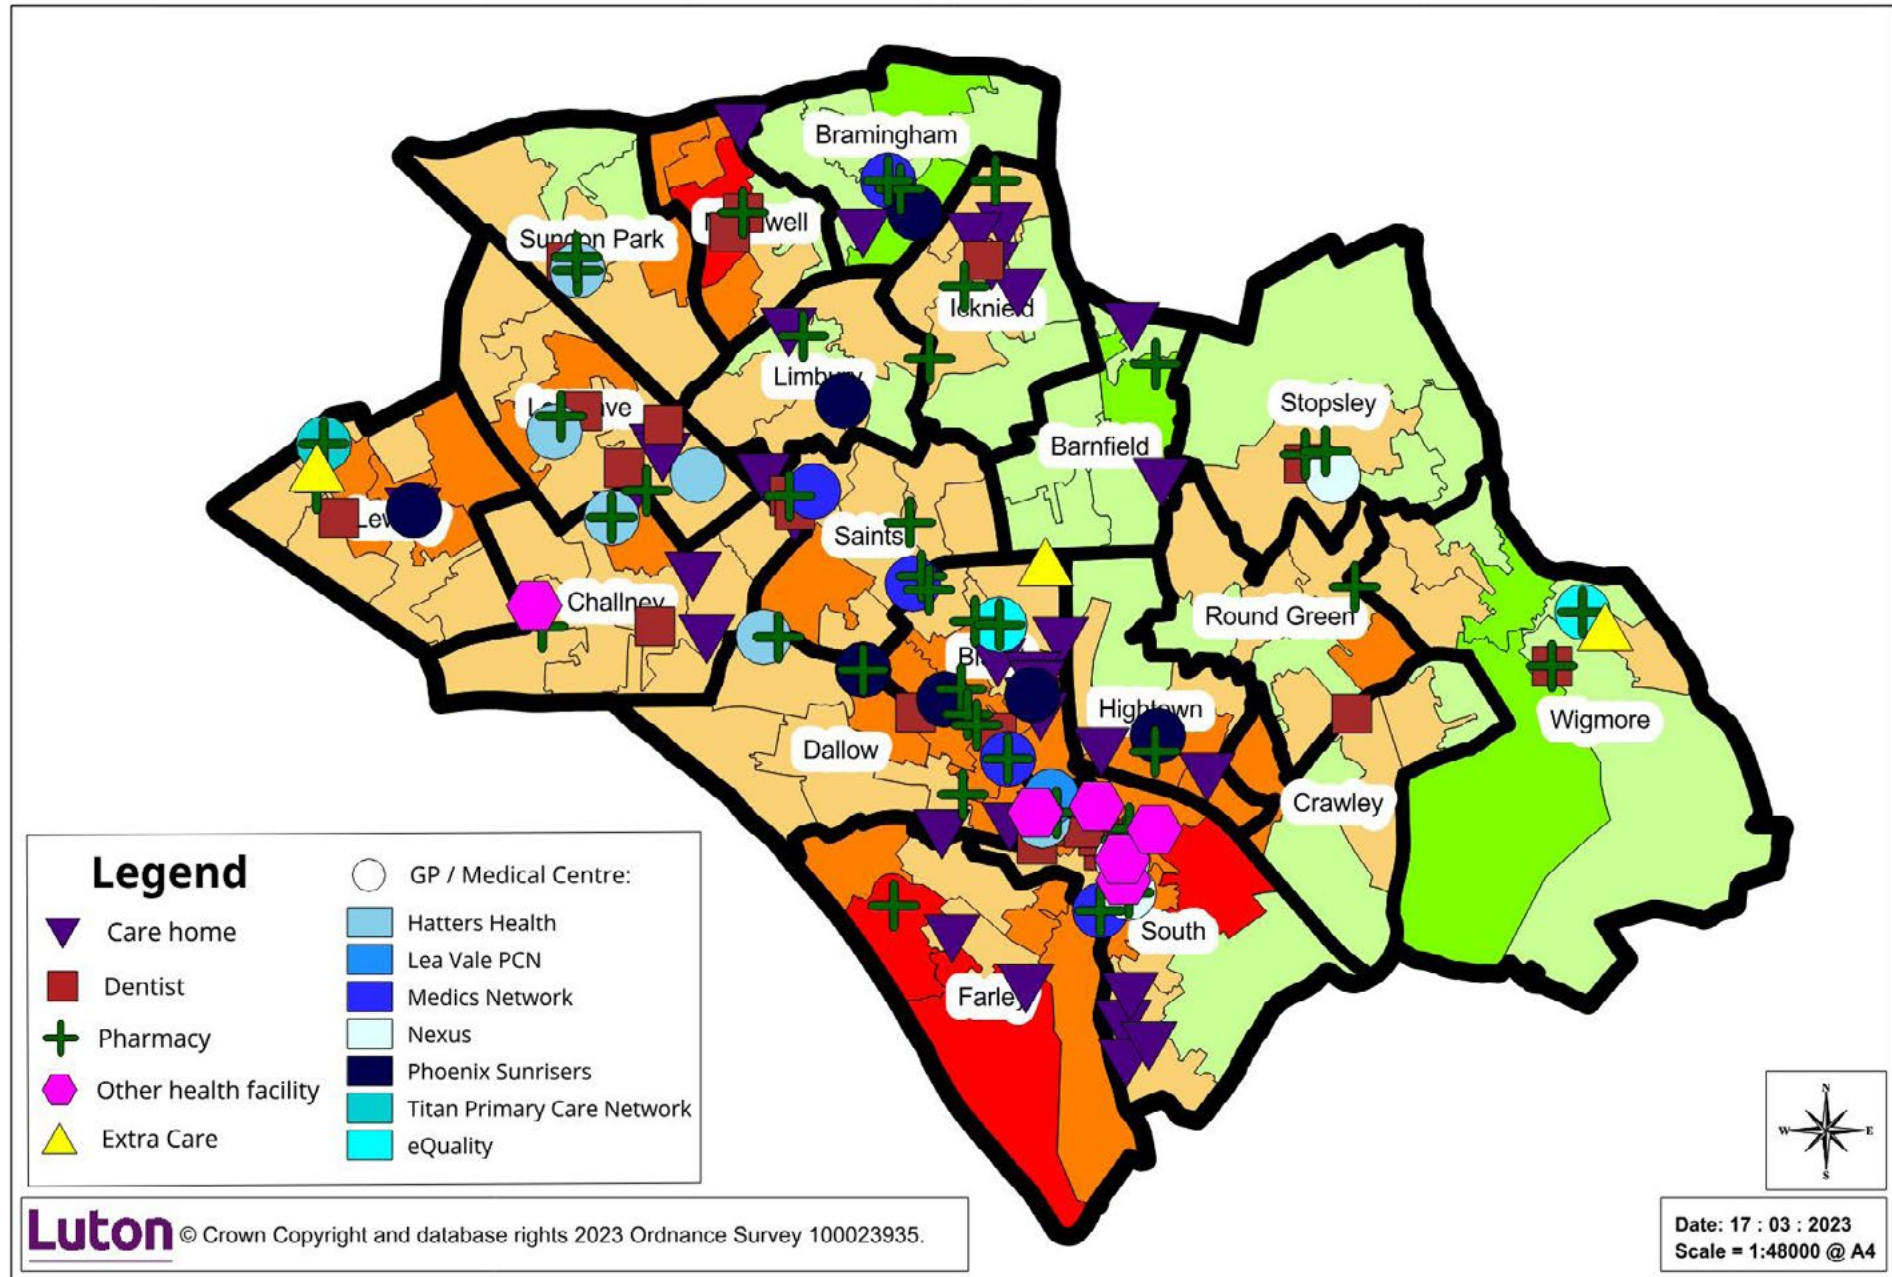 Bramingham
Sundon Park
well
Icknield
Limbury
Stopsley
Barnfield
Saints
Challney
Round Green
Hightown
Wigmore
Dallow
Crawley
South
Farley
Legend
Care home
Dentist
Pharmacy
Other health facility
Extra Care
GP / Medical Centre:
Hatters Health
Lea Vale PCN
Medics Network
Nexus
Phoenix Sunrisers
Titan Primary Care Network
eQuality
N
W E
S
Luton © Crown Copyright and database rights 2023 Ordnance Survey 100023935.
Date: 17 : 03 : 2023
Scale = 1:48000 @ A4